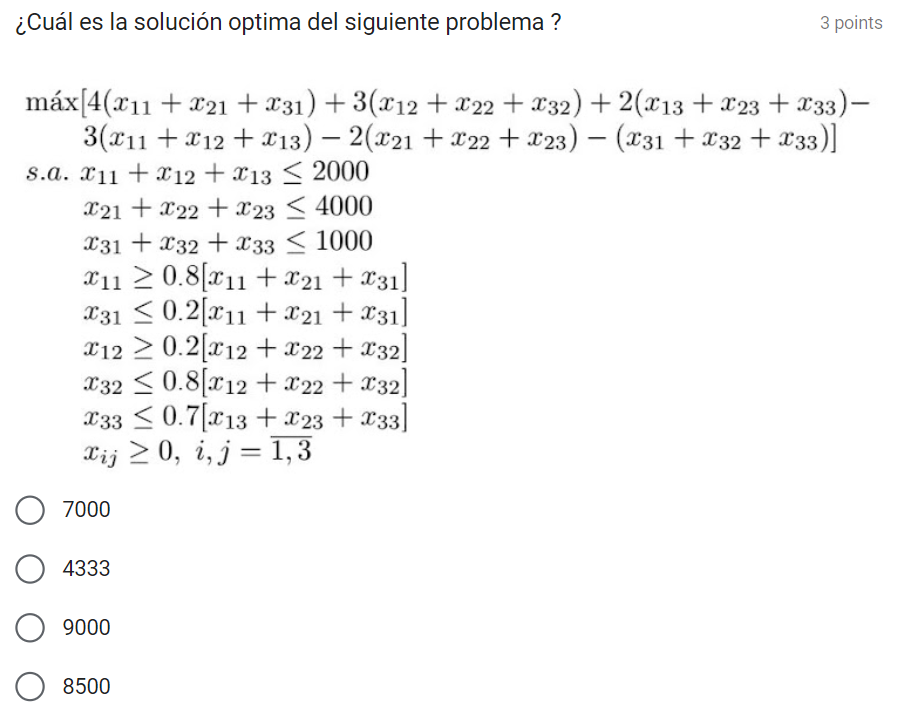 ¿Cuál es la solución optima del siguiente problema ?
3 points
máx[4(x₁₁ + x₂₁ + x₃₁) + 3(x₁₂ + x₂₂ + x₃₂) + 2(x₁₃ + x₂₃ + x₃₃)−
3(x₁₁ + x₁₂ + x₁₃) − 2(x₂₁ + x₂₂ + x₂₃) − (x₃₁ + x₃₂ + x₃₃)]
s.a. x₁₁ + x₁₂ + x₁₃ ≤ 2000
x₂₁ + x₂₂ + x₂₃ ≤ 4000
x₃₁ + x₃₂ + x₃₃ ≤ 1000
x₁₁ ≥ 0.8[x₁₁ + x₂₁ + x₃₁]
x₃₁ ≤ 0.2[x₁₁ + x₂₁ + x₃₁]
x₁₂ ≥ 0.2[x₁₂ + x₂₂ + x₃₂]
x₃₂ ≤ 0.8[x₁₂ + x₂₂ + x₃₂]
x₃₃ ≤ 0.7[x₁₃ + x₂₃ + x₃₃]
xᵢⱼ ≥ 0, i, j = 1, 3
7000
4333
9000
8500